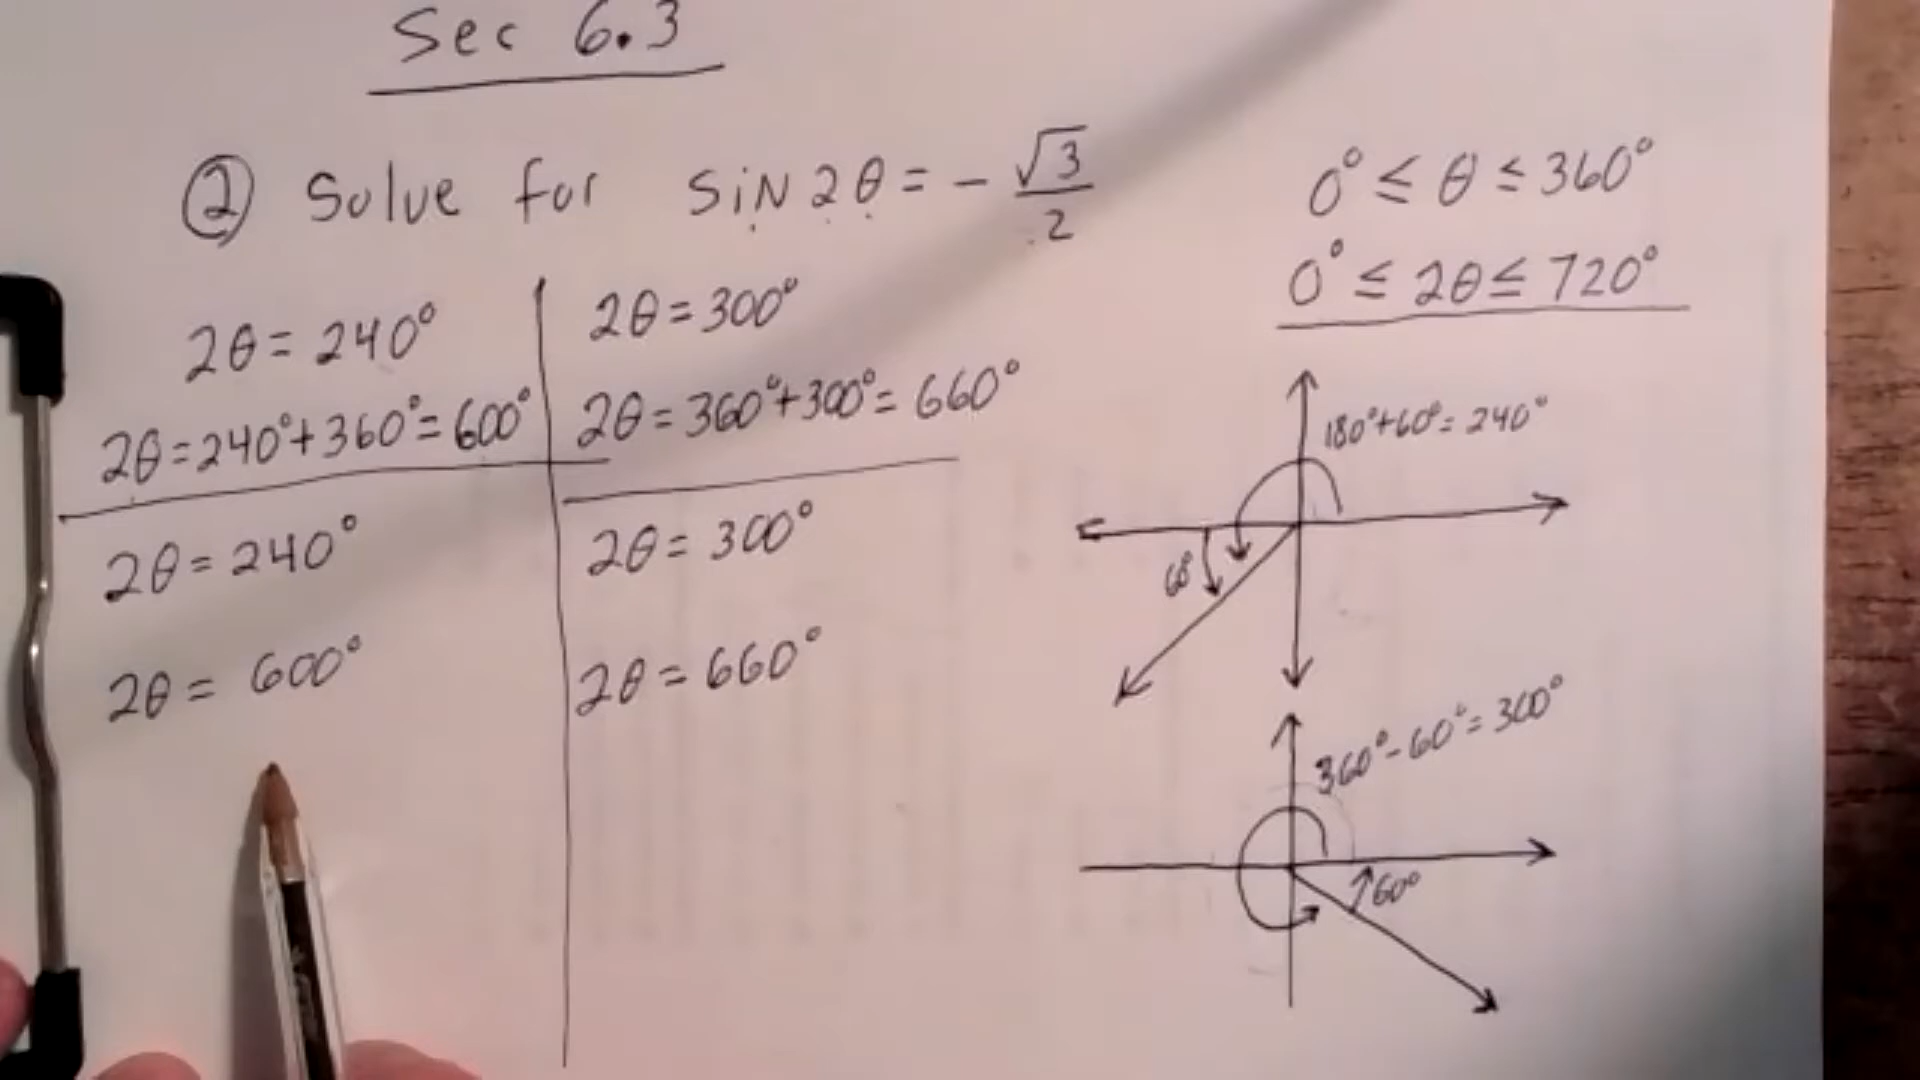 Sec 6.3
② Solve for SiN 2θ = - √3/2
0° ≤ θ ≤ 360°
0° ≤ 2θ ≤ 720°
2θ = 240°
2θ = 240° + 360° = 600°
2θ = 300°
2θ = 360° + 300° = 660°
2θ = 240°
2θ = 600°
2θ = 300°
2θ = 660°
180° + 60° = 240°
60°
360° - 60° = 300°
60°